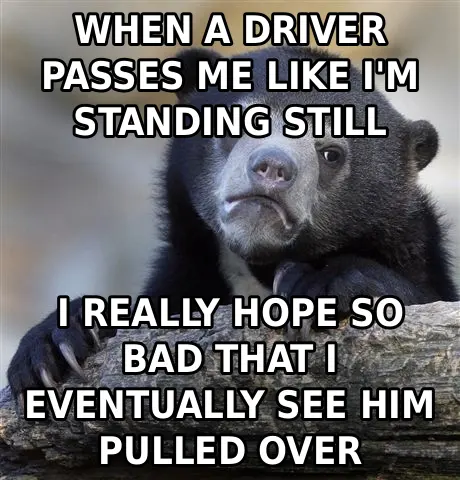 WHEN A DRIVER
PASSES ME LIKE I'M
STANDING STILL
I REALLY HOPE SO
BAD THAT I
EVENTUALLY SEE HIM
PULLED OVER